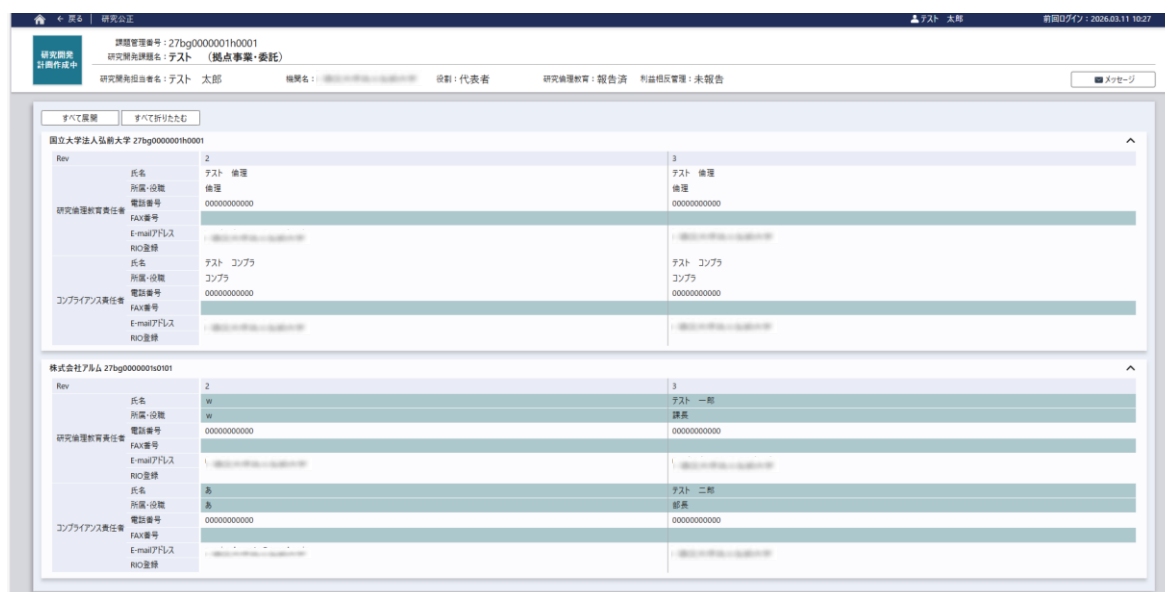 ← 戻る | 研究公正 テスト 太郎 前回ログイン：2026.03.11 10:27
研究開発
計画作成中
課題管理番号：27bg0000001h0001
研究開発課題名：テスト （拠点事業・委託）
研究開発担当者名：テスト 太郎 機関名： 役割：代表者 研究倫理教育：報告済 利益相反管理：未報告 メッセージ
すべて展開 すべて折りたたむ
国立大学法人弘前大学 27bg0000001h0001
Rev 2 3
研究倫理教育責任者
氏名 テスト 倫理 テスト 倫理
所属・役職 倫理 倫理
電話番号 00000000000 00000000000
FAX番号
E-mailアドレス
RIO登録
コンプライアンス責任者
氏名 テスト コンプラ テスト コンプラ
所属・役職 コンプラ コンプラ
電話番号 00000000000 00000000000
FAX番号
E-mailアドレス
RIO登録
株式会社アルム 27bg0000001s0101
Rev 2 3
研究倫理教育責任者
氏名 w テスト 一郎
所属・役職 w 課長
電話番号 00000000000 00000000000
FAX番号
E-mailアドレス
RIO登録
コンプライアンス責任者
氏名 あ テスト 二郎
所属・役職 あ 部長
電話番号 00000000000 00000000000
FAX番号
E-mailアドレス
RIO登録